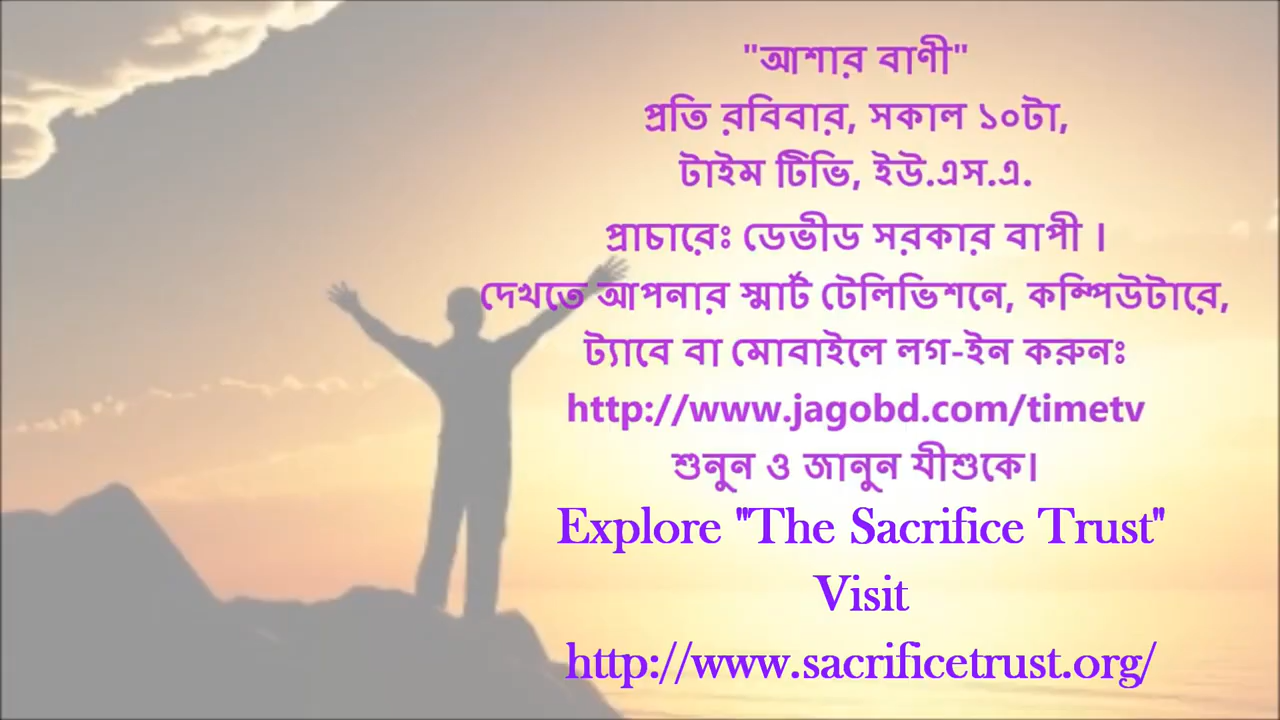 "আশার বাণী"
প্রতি রবিবার, সকাল ১০টা,
টাইম টিভি, ইউ.এস.এ.
প্রাচারেঃ ডেভীড সরকার বাপী ।
দেখতে আপনার স্মার্ট টেলিভিশনে, কম্পিউটারে,
ট্যাবে বা মোবাইলে লগ-ইন করুনঃ
http://www.jagobd.com/timetv
শুনুন ও জানুন যীশুকে।
Explore "The Sacrifice Trust"
Visit
http://www.sacrificetrust.org/